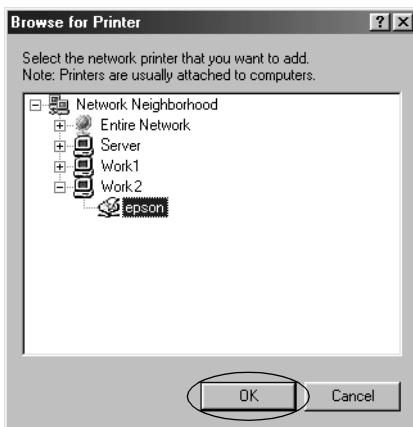 Browse for Printer
Select the network printer that you want to add.
Note: Printers are usually attached to computers.
Network Neighborhood
Entire Network
Server
Work1
Work2
epson
OK Cancel